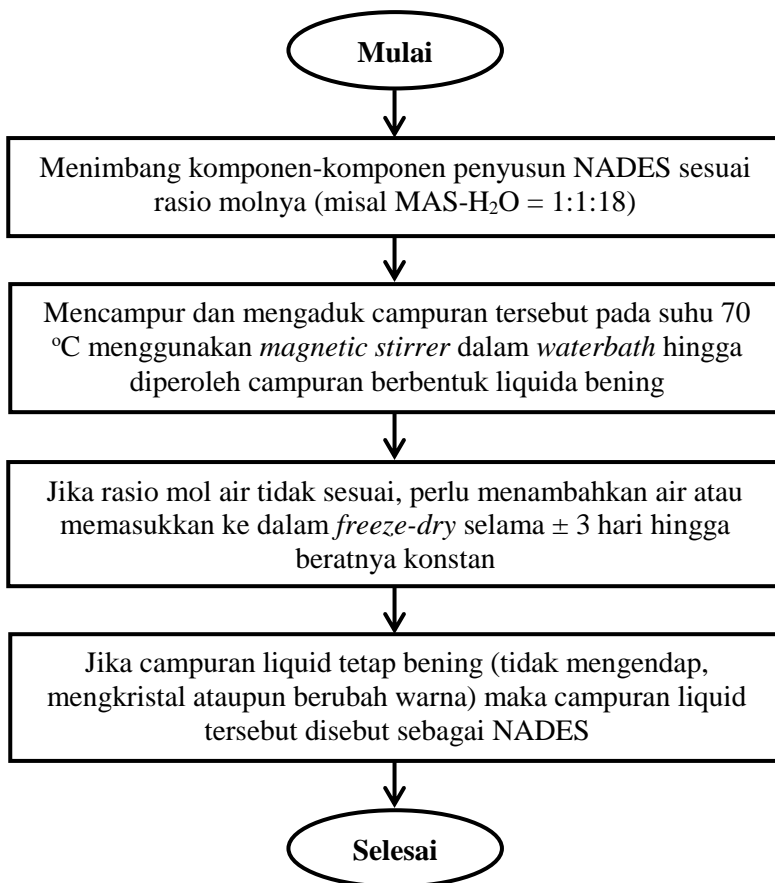 Mulai
Menimbang komponen-komponen penyusun NADES sesuai
rasio molnya (misal MAS-H₂O = 1:1:18)
Mencampur dan mengaduk campuran tersebut pada suhu 70
ᵒC menggunakan magnetic stirrer dalam waterbath hingga
diperoleh campuran berbentuk liquida bening
Jika rasio mol air tidak sesuai, perlu menambahkan air atau
memasukkan ke dalam freeze-dry selama ± 3 hari hingga
beratnya konstan
Jika campuran liquid tetap bening (tidak mengendap,
mengkristal ataupun berubah warna) maka campuran liquid
tersebut disebut sebagai NADES
Selesai